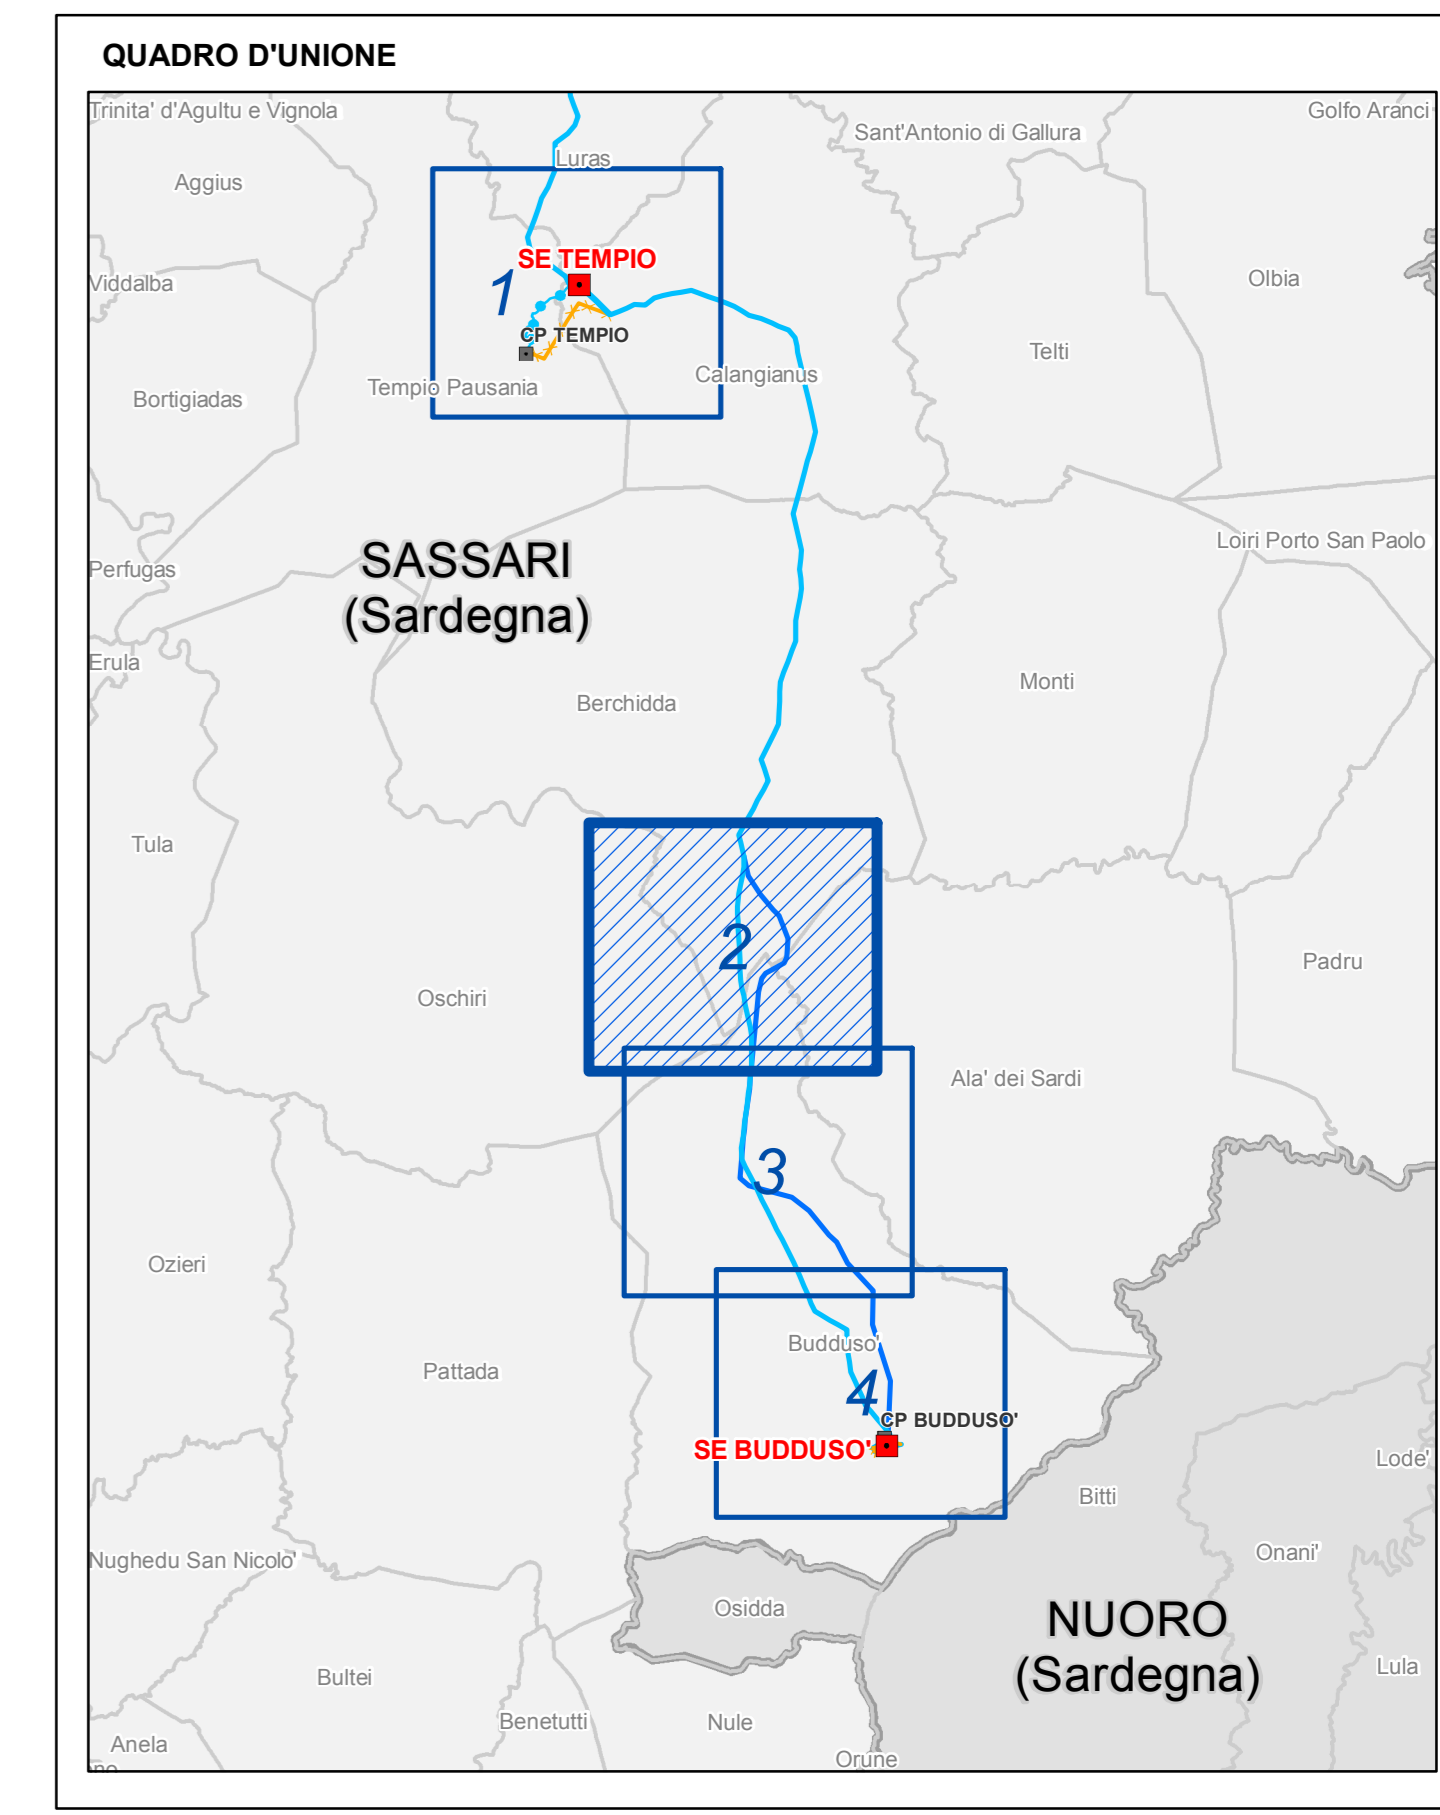 QUADRO D'UNIONE
Trinita' d'Agultu e Vignola
Golfo Aranci
Sant'Antonio di Gallura
Luras
Aggius
SE TEMPIO
Viddalba
1
Olbia
CP TEMPIO
Telti
Calangianus
Tempio Pausania
Bortigiadas
Loiri Porto San Paolo
SASSARI
(Sardegna)
Perfugas
Erula
Monti
Berchidda
Tula
2
Padru
Oschiri
Ala' dei Sardi
3
Ozieri
Budduso'
Pattada
4
CP BUDDUSO'
SE BUDDUSO'
Lode'
Bitti
Onani'
Nughedu San Nicolo'
Osidda
NUORO
(Sardegna)
Lula
Bultei
Benetutti
Nule
Anela
Orune